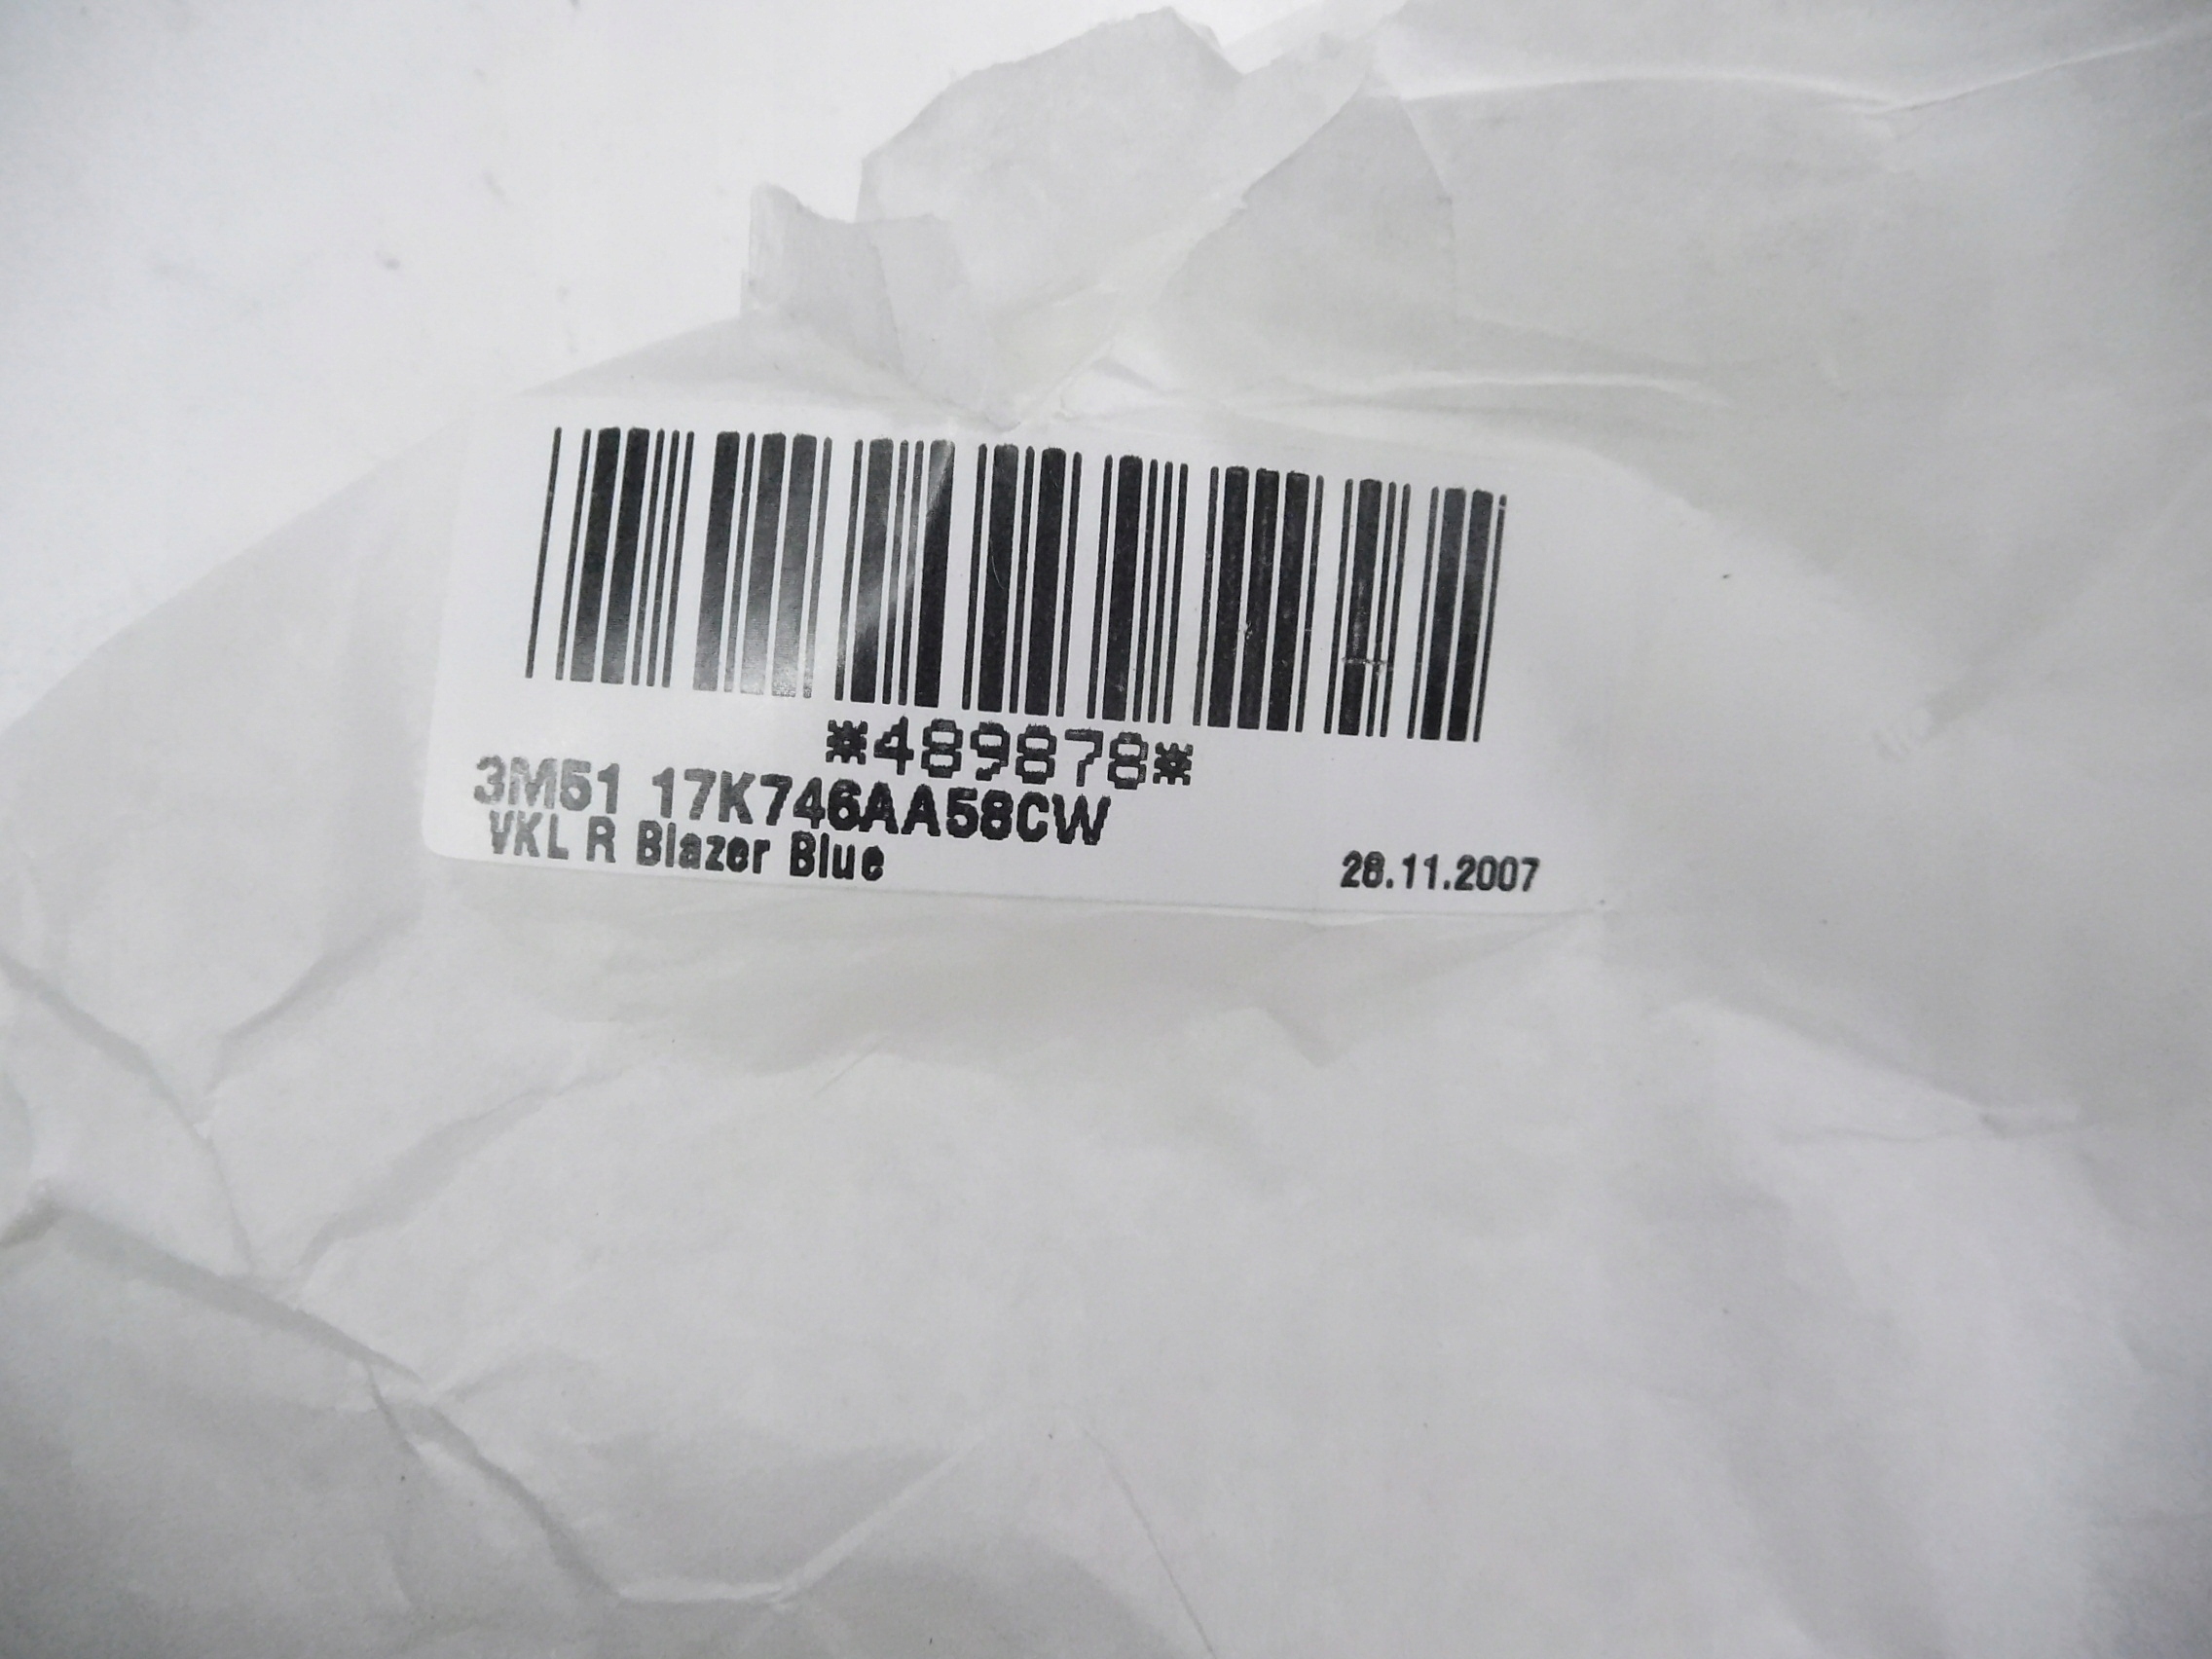 *489878*
3M51 17K746AA58CW
VKL R Blazer Blue
28.11.2007